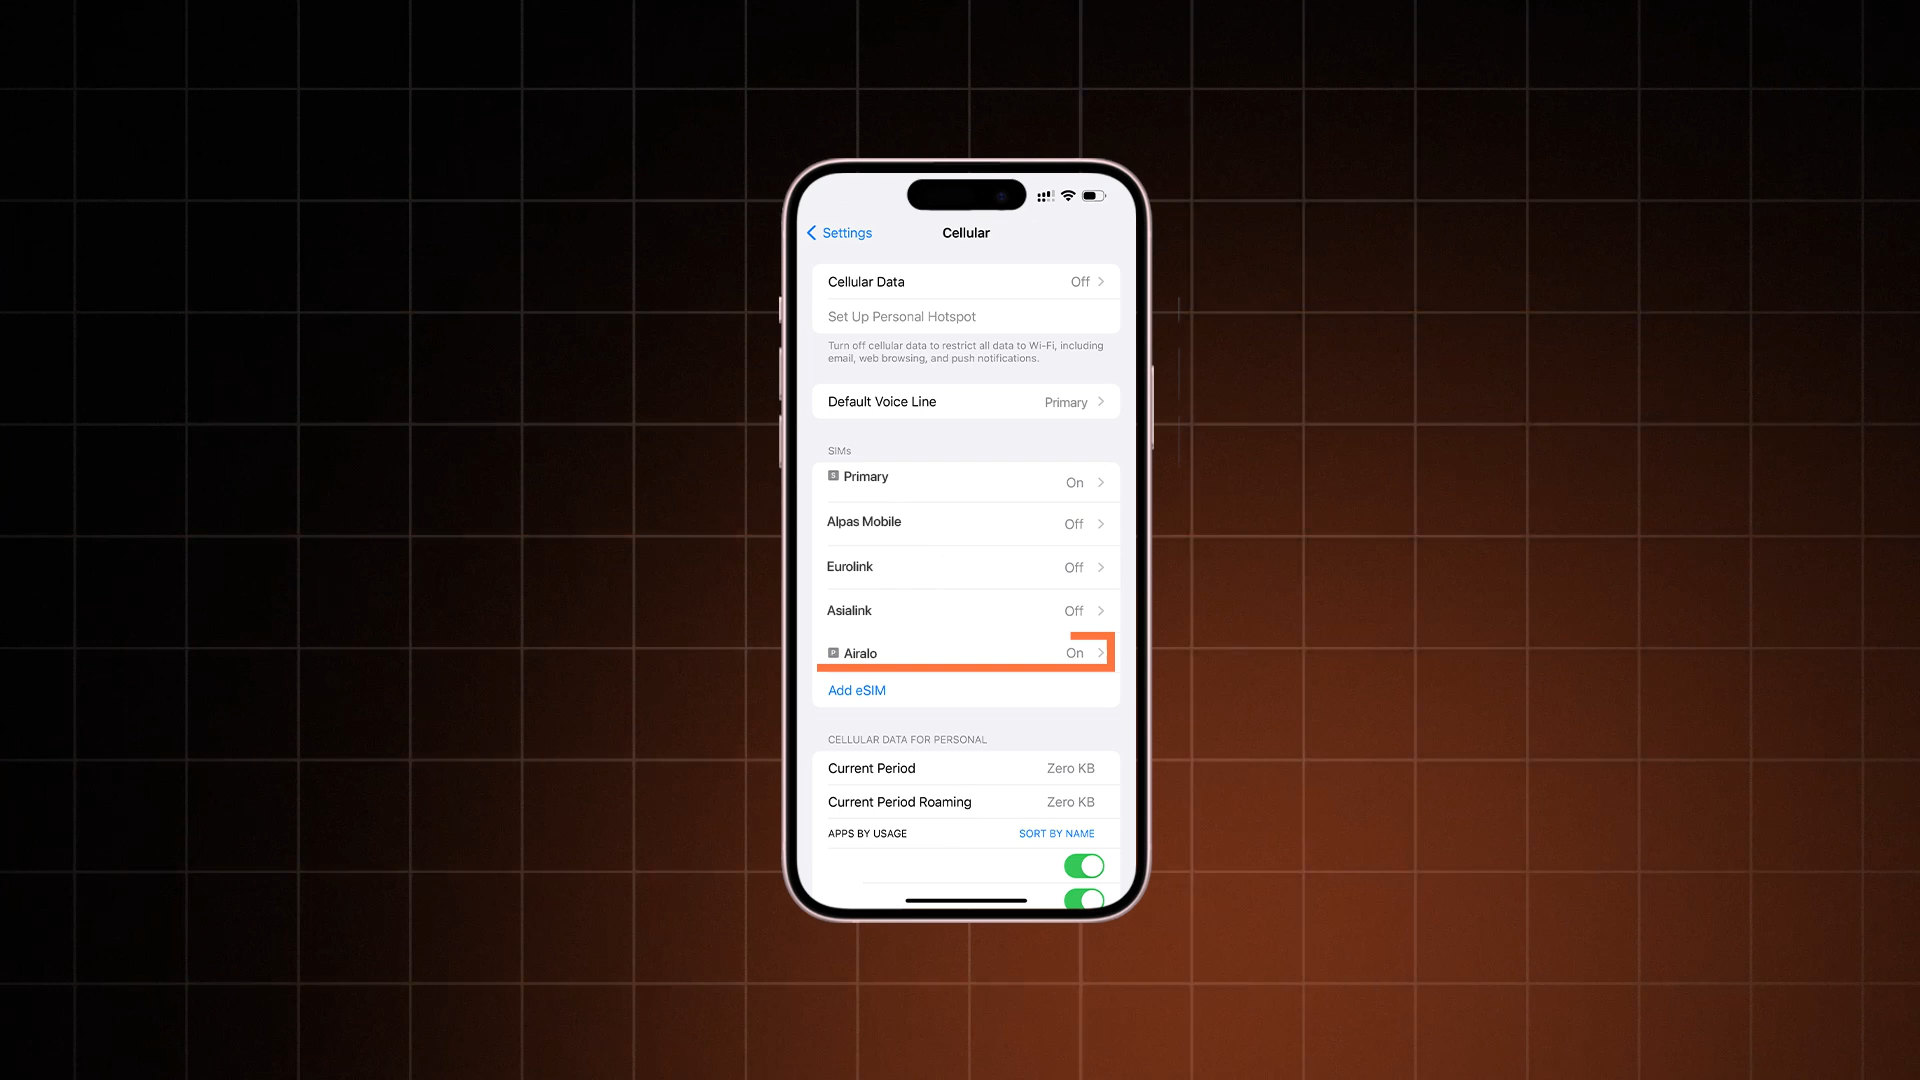 Settings
Cellular
Cellular Data Off
Set Up Personal Hotspot
Turn off cellular data to restrict all data to Wi-Fi, including
email, web browsing, and push notifications.
Default Voice Line Primary
SIMs
S Primary On
Alpas Mobile Off
Eurolink Off
Asialink Off
P Airalo On
Add eSIM
CELLULAR DATA FOR PERSONAL
Current Period Zero KB
Current Period Roaming Zero KB
APPS BY USAGE SORT BY NAME